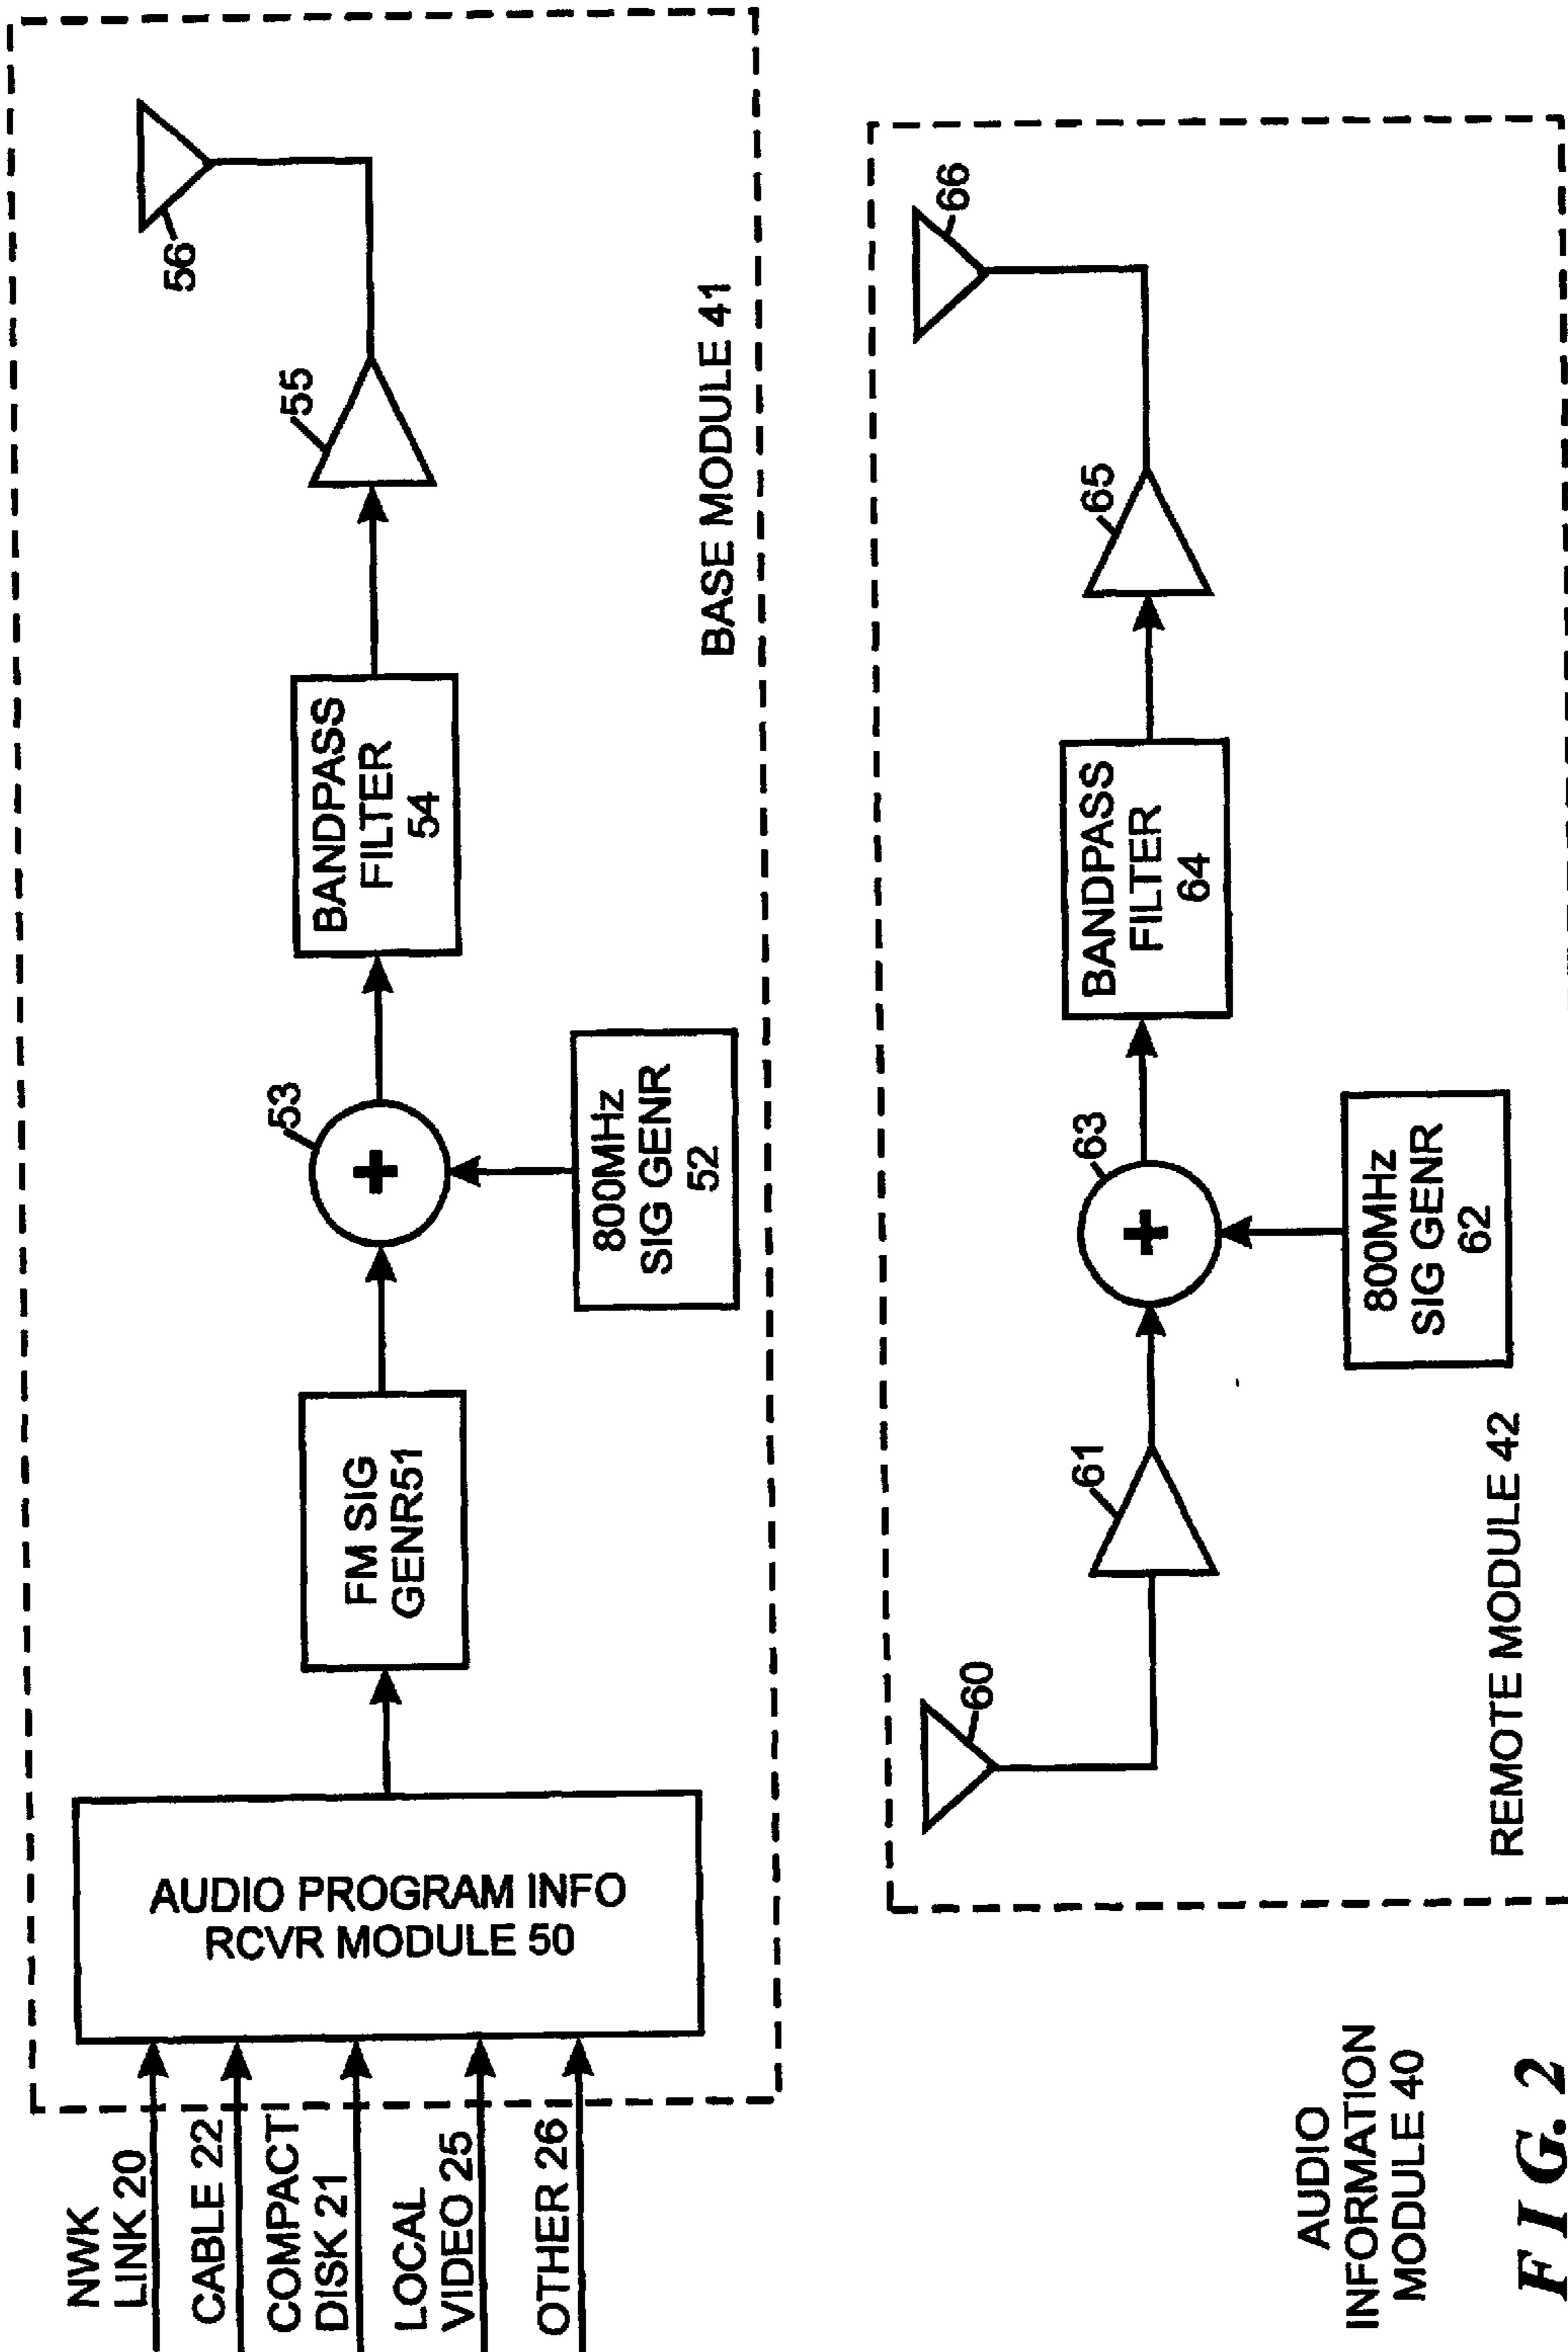 NWK
LINK 20
CABLE 22
COMPACT
DISK 21
LOCAL
VIDEO 25
OTHER 26
AUDIO PROGRAM INFO
RCVR MODULE 50
FM SIG
GENR51
53
800MHz
SIG GENR
52
BANDPASS
FILTER
54
55
56
BASE MODULE 41
60
61
63
800MHz
SIG GENR
62
BANDPASS
FILTER
64
65
66
REMOTE MODULE 42
AUDIO
INFORMATION
MODULE 40
FIG. 2